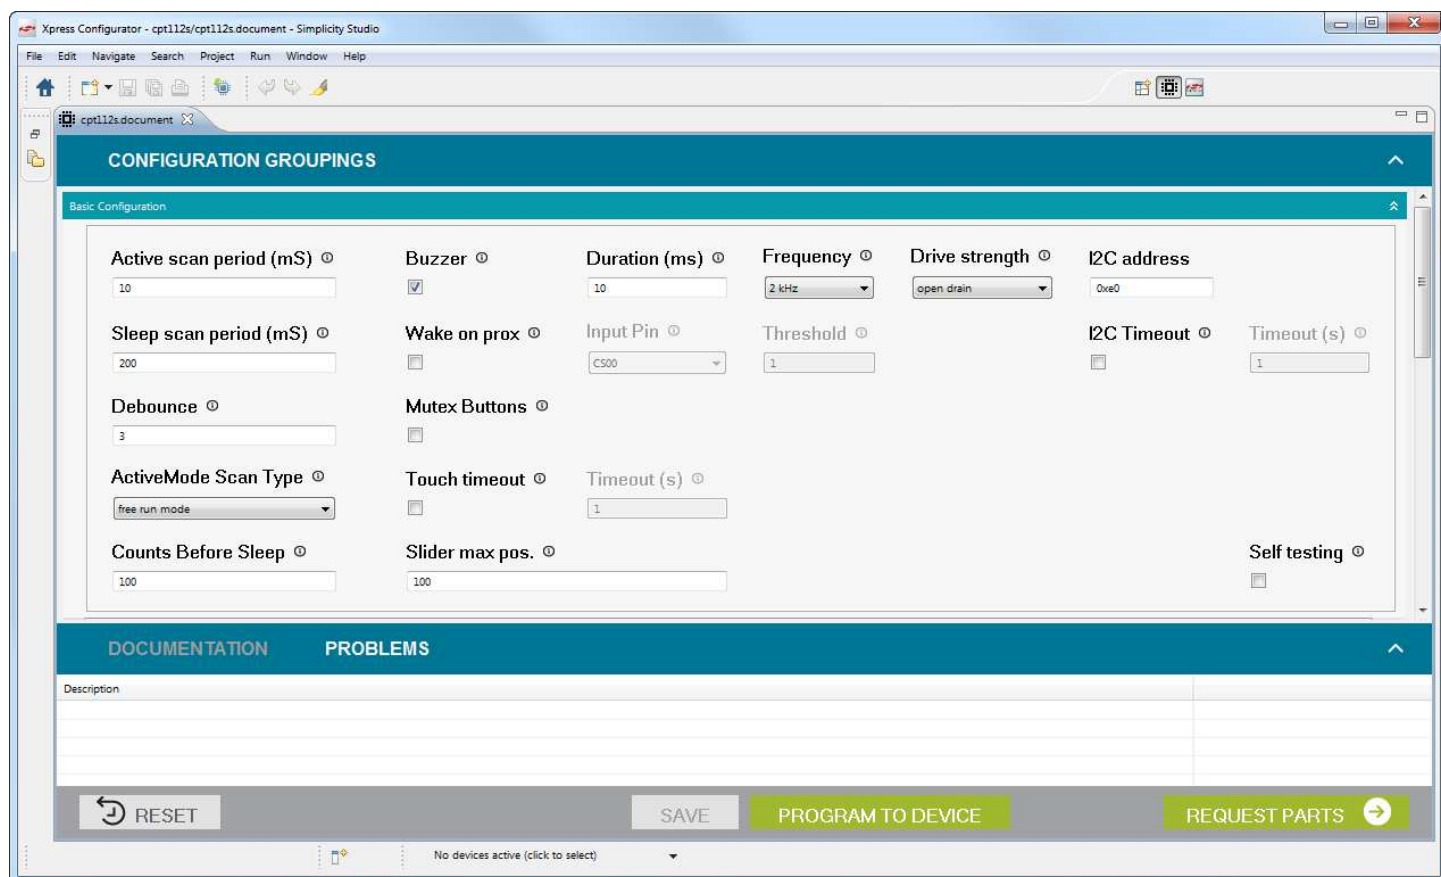 Xpress Configurator - cpt112s/cpt112s.document - Simplicity Studio
File Edit Navigate Search Project Run Window Help
cpt112s.document
CONFIGURATION GROUPINGS
Basic Configuration
Active scan period (mS) Buzzer Duration (ms) Frequency Drive strength I2C address
10 10 2 kHz open drain 0xe0
Sleep scan period (mS) Wake on prox Input Pin Threshold I2C Timeout Timeout (s)
200 CS00 1 1
Debounce Mutex Buttons
3
ActiveMode Scan Type Touch timeout Timeout (s)
free run mode 1
Counts Before Sleep Slider max pos. Self testing
100 100
DOCUMENTATION PROBLEMS
Description
RESET SAVE PROGRAM TO DEVICE REQUEST PARTS
No devices active (click to select)